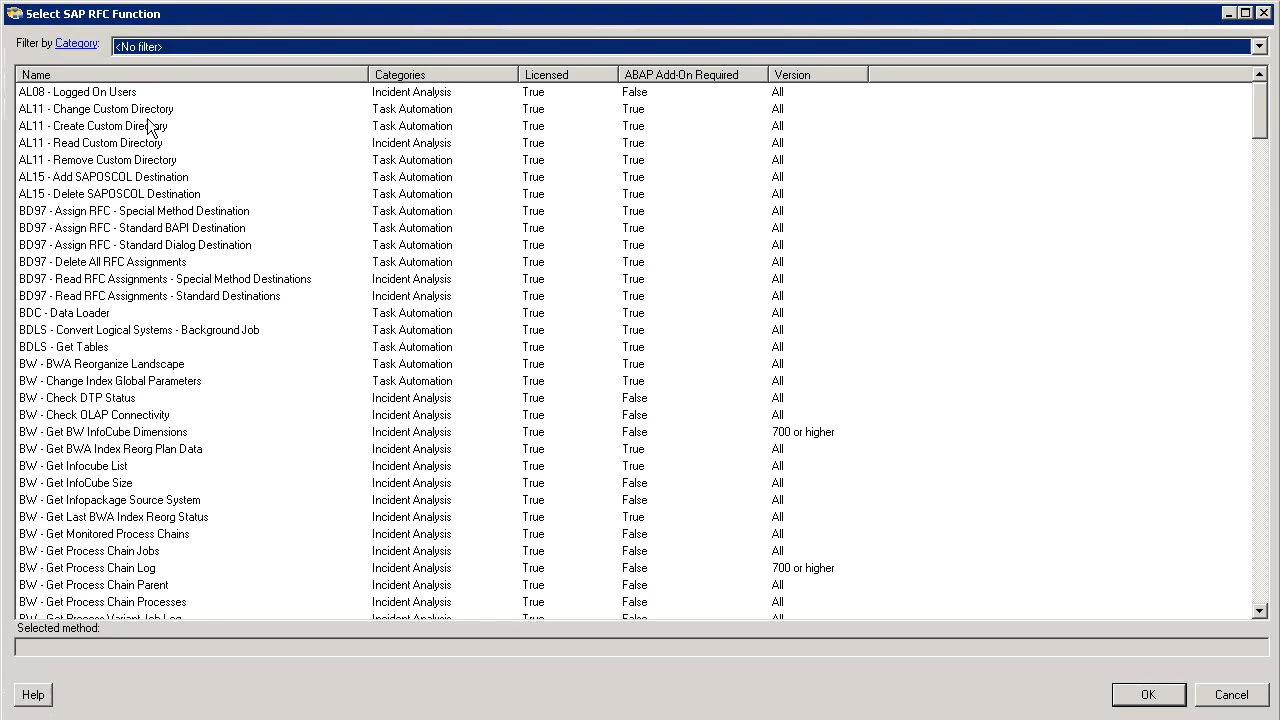 Select SAP RFC Function
Filter by Category: <No filter>
Name Categories Licensed ABAP Add-On Required Version
AL08 - Logged On Users Incident Analysis True False All
AL11 - Change Custom Directory Task Automation True True All
AL11 - Create Custom Directory Task Automation True True All
AL11 - Read Custom Directory Incident Analysis True True All
AL11 - Remove Custom Directory Task Automation True True All
AL15 - Add SAPOSCOL Destination Task Automation True True All
AL15 - Delete SAPOSCOL Destination Task Automation True True All
BD97 - Assign RFC - Special Method Destination Task Automation True True All
BD97 - Assign RFC - Standard BAPI Destination Task Automation True True All
BD97 - Assign RFC - Standard Dialog Destination Task Automation True True All
BD97 - Delete All RFC Assignments Task Automation True True All
BD97 - Read RFC Assignments - Special Method Destinations Incident Analysis True True All
BD97 - Read RFC Assignments - Standard Destinations Incident Analysis True True All
BDC - Data Loader Task Automation True True All
BDLS - Convert Logical Systems - Background Job Task Automation True True All
BDLS - Get Tables Task Automation True True All
BW - BWA Reorganize Landscape Task Automation True True All
BW - Change Index Global Parameters Task Automation True True All
BW - Check DTP Status Incident Analysis True False All
BW - Check OLAP Connectivity Incident Analysis True False All
BW - Get BW InfoCube Dimensions Incident Analysis True False 700 or higher
BW - Get BWA Index Reorg Plan Data Incident Analysis True True All
BW - Get Infocube List Incident Analysis True True All
BW - Get InfoCube Size Incident Analysis True False All
BW - Get Infopackage Source System Incident Analysis True False All
BW - Get Last BWA Index Reorg Status Incident Analysis True True All
BW - Get Monitored Process Chains Incident Analysis True False All
BW - Get Process Chain Jobs Incident Analysis True False All
BW - Get Process Chain Log Incident Analysis True False 700 or higher
BW - Get Process Chain Parent Incident Analysis True False All
BW - Get Process Chain Processes Incident Analysis True False All
BW - Get Process Variant Job Log Incident Analysis True False All
Selected method:
Help OK Cancel